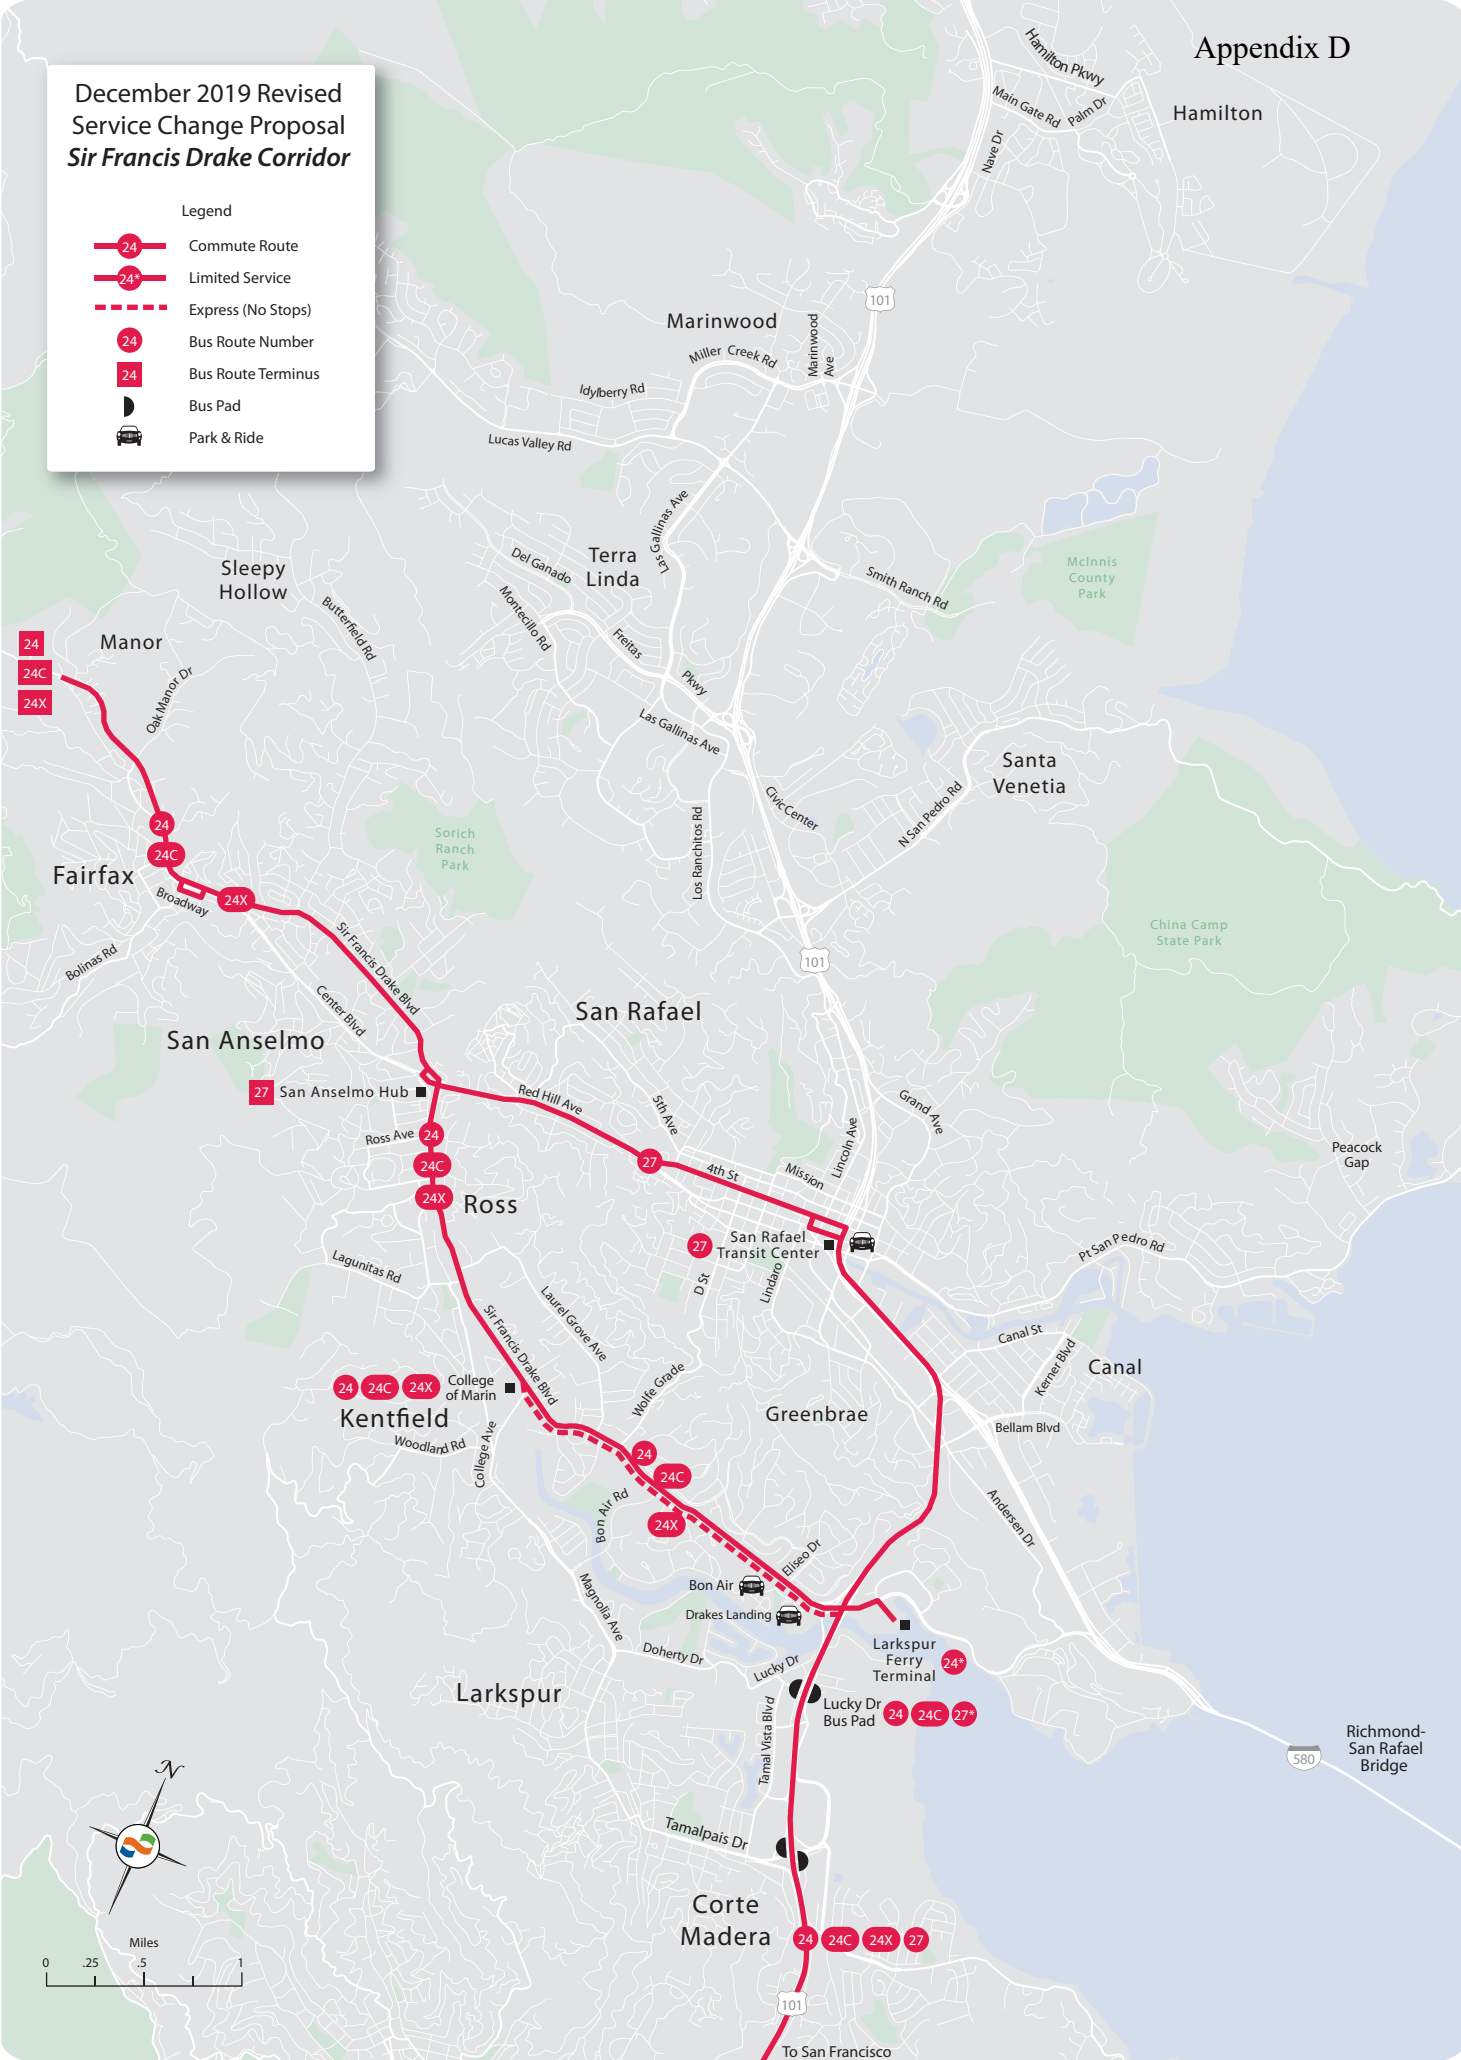 Appendix D
December 2019 Revised
Service Change Proposal
Sir Francis Drake Corridor
Legend
24 Commute Route
24* Limited Service
Express (No Stops)
24 Bus Route Number
24 Bus Route Terminus
Bus Pad
Park & Ride
Hamilton Pkwy
Main Gate Rd
Palm Dr
Hamilton
Nave Dr
101
Marinwood
Marinwood
Ave
Miller Creek Rd
Idylberry Rd
Lucas Valley Rd
Las Gallinas Ave
Terra
Linda
Del Ganado
Montecillo Rd
Freitas
Pkwy
Las Gallinas Ave
Smith Ranch Rd
McInnis
County
Park
Sleepy
Hollow
Butterfield Rd
Manor
Oak Manor Dr
24
24C
24X
Santa
Venetia
N San Pedro Rd
Civic Center
Los Ranchitos Rd
Sorich
Ranch
Park
24
24C
Fairfax
24X
Broadway
Bolinas Rd
Sir Francis Drake Blvd
Center Blvd
China Camp
State Park
101
San Rafael
San Anselmo
27 San Anselmo Hub
Red Hill Ave
5th Ave
Grand Ave
Lincoln Ave
Mission
4th St
27
Ross Ave
24
24C
24X
Ross
Peacock
Gap
27
San Rafael
Transit Center
Pt San Pedro Rd
Lagunitas Rd
D St
Lindaro
Laurel Grove Ave
Sir Francis Drake Blvd
Canal St
Kerner Blvd
Canal
24 24C 24X
College
of Marin
Kentfield
Wolfe Grade
Greenbrae
Bellam Blvd
Woodland Rd
College Ave
24
24C
24X
Bon Air Rd
Andersen Dr
Eliseo Dr
Bon Air
Drakes Landing
Magnolia Ave
Doherty Dr
Lucky Dr
Larkspur
Ferry
Terminal
24*
Larkspur
Lucky Dr
Bus Pad
24 24C 27*
Tamal Vista Blvd
Richmond-
San Rafael
Bridge
580
N
Tamalpais Dr
Corte
Madera
24 24C 24X 27
Miles
0 .25 .5 1
101
To San Francisco